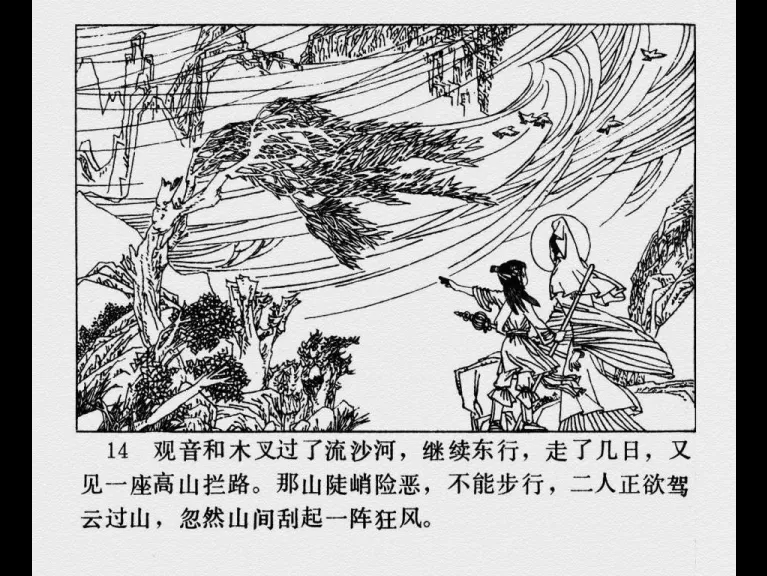 14 观音和木叉过了流沙河，继续东行，走了几日，又
见一座高山拦路。那山陡峭险恶，不能步行，二人正欲驾
云过山，忽然山间刮起一阵狂风。